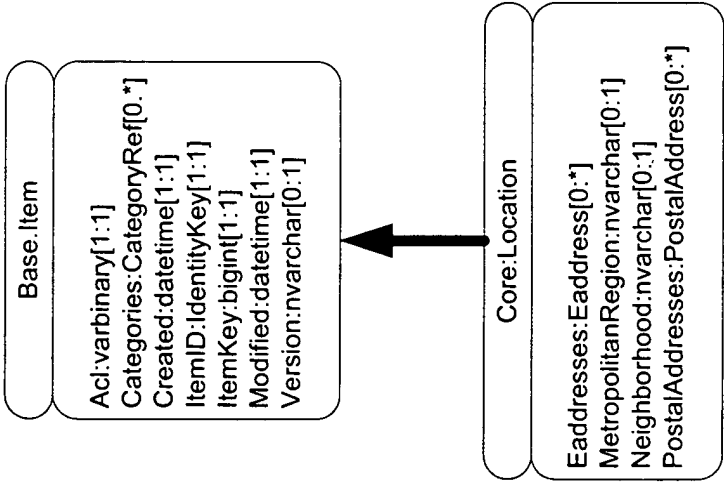 Base.Item
Acl:varbinary[1:1]
Categories:CategoryRef[0.*]
Created:datetime[1:1]
ItemID:IdentityKey[1:1]
ItemKey:bigint[1:1]
Modified:datetime[1:1]
Version:nvarchar[0:1]
Core:Location
Eaddresses:Eaddress[0:*]
MetropolitanRegion:nvarchar[0:1]
Neighborhood:nvarchar[0:1]
PostalAddresses:PostalAddress[0:*]